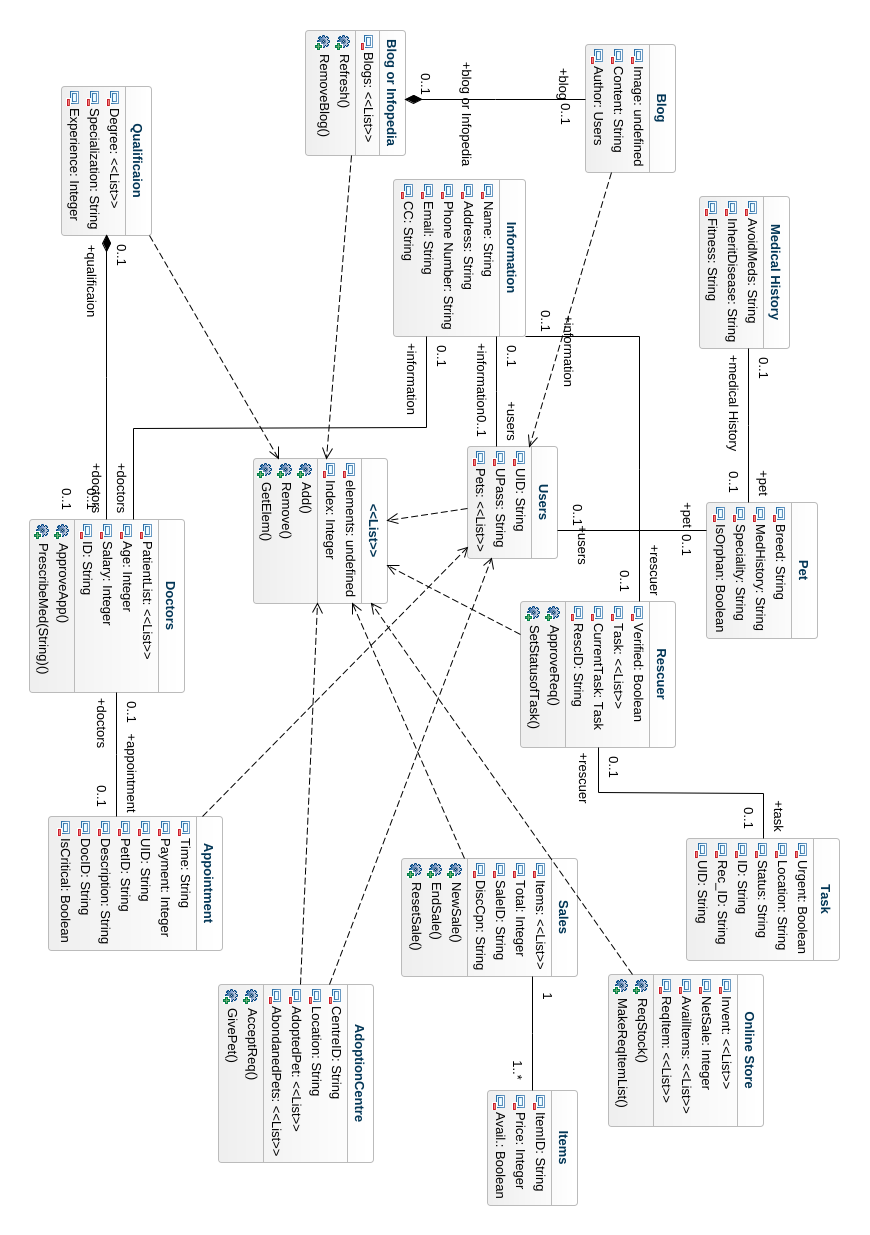 Blog
Image: undefined
Content: String
Author: Users
+blog 0..1
+blog or Infopedia
0..1
Blog or Infopedia
Blogs: <<List>>
Refresh()
RemoveBlog()
Qualificaion
Degree: <<List>>
Specialization: String
Experience: Integer
0..1
+qualificaion
Medical History
AvoidMeds: String
InheritDisease: String
Fitness: String
0..1
+medical History
+pet
0..1
Information
Name: String
Address: String
Phone Number: String
Email: String
CC: String
0..1
+information
0..1
+information
0..1
+users
0..1
+information
Pet
Breed: String
MedHistory: String
Speciality: String
IsOrphan: Boolean
+pet
0..1
0..1
+users
Users
UID: String
UPass: String
Pets: <<List>>
<<List>>
elements: undefined
Index: Integer
Add()
Remove()
GetElem()
+doctors
0..1
+doctors
0..1
Doctors
PatientList: <<List>>
Age: Integer
Salary: Integer
ID: String
ApproveApp()
PrescribeMed(String)()
+rescuer
0..1
Rescuer
Verified: Boolean
Task: <<List>>
CurrentTask: Task
RescID: String
ApproveReq()
SetStatusofTask()
0..1
+rescuer
+task
0..1
Task
Urgent: Boolean
Location: String
Status: String
ID: String
Rec_ID: String
UID: String
0..1
+doctors
+appointment
0..1
Appointment
Time: String
Payment: Integer
UID: String
PetID: String
Description: String
DocID: String
IsCritical: Boolean
Sales
Items: <<List>>
Total: Integer
SaleID: String
DiscCpn: String
NewSale()
EndSale()
ResetSale()
1
1..*
Items
ItemID: String
Price: Integer
Avail.: Boolean
Online Store
Invent: <<List>>
NetSale: Integer
AvailItems: <<List>>
ReqItem: <<List>>
ReqStock()
MakeReqItemList()
AdoptionCentre
CentreID: String
Location: String
AdoptedPet: <<List>>
AbondanedPets: <<List>>
AcceptReq()
GivePet()